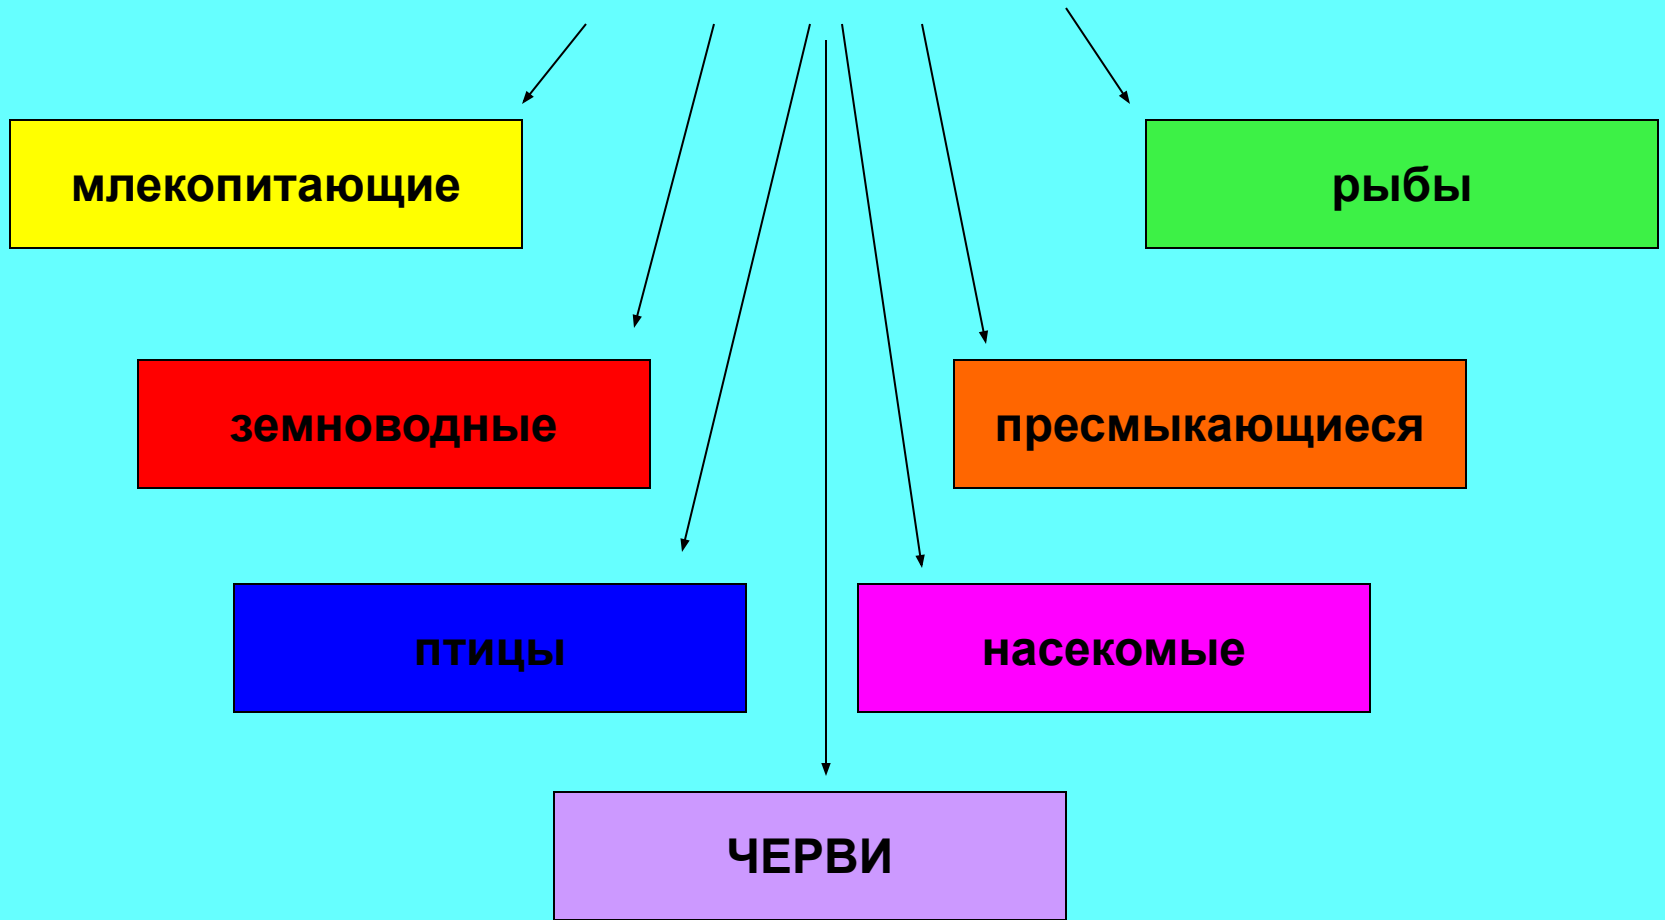 млекопитающие
рыбы
земноводные
пресмыкающиеся
птицы
насекомые
ЧЕРВИ